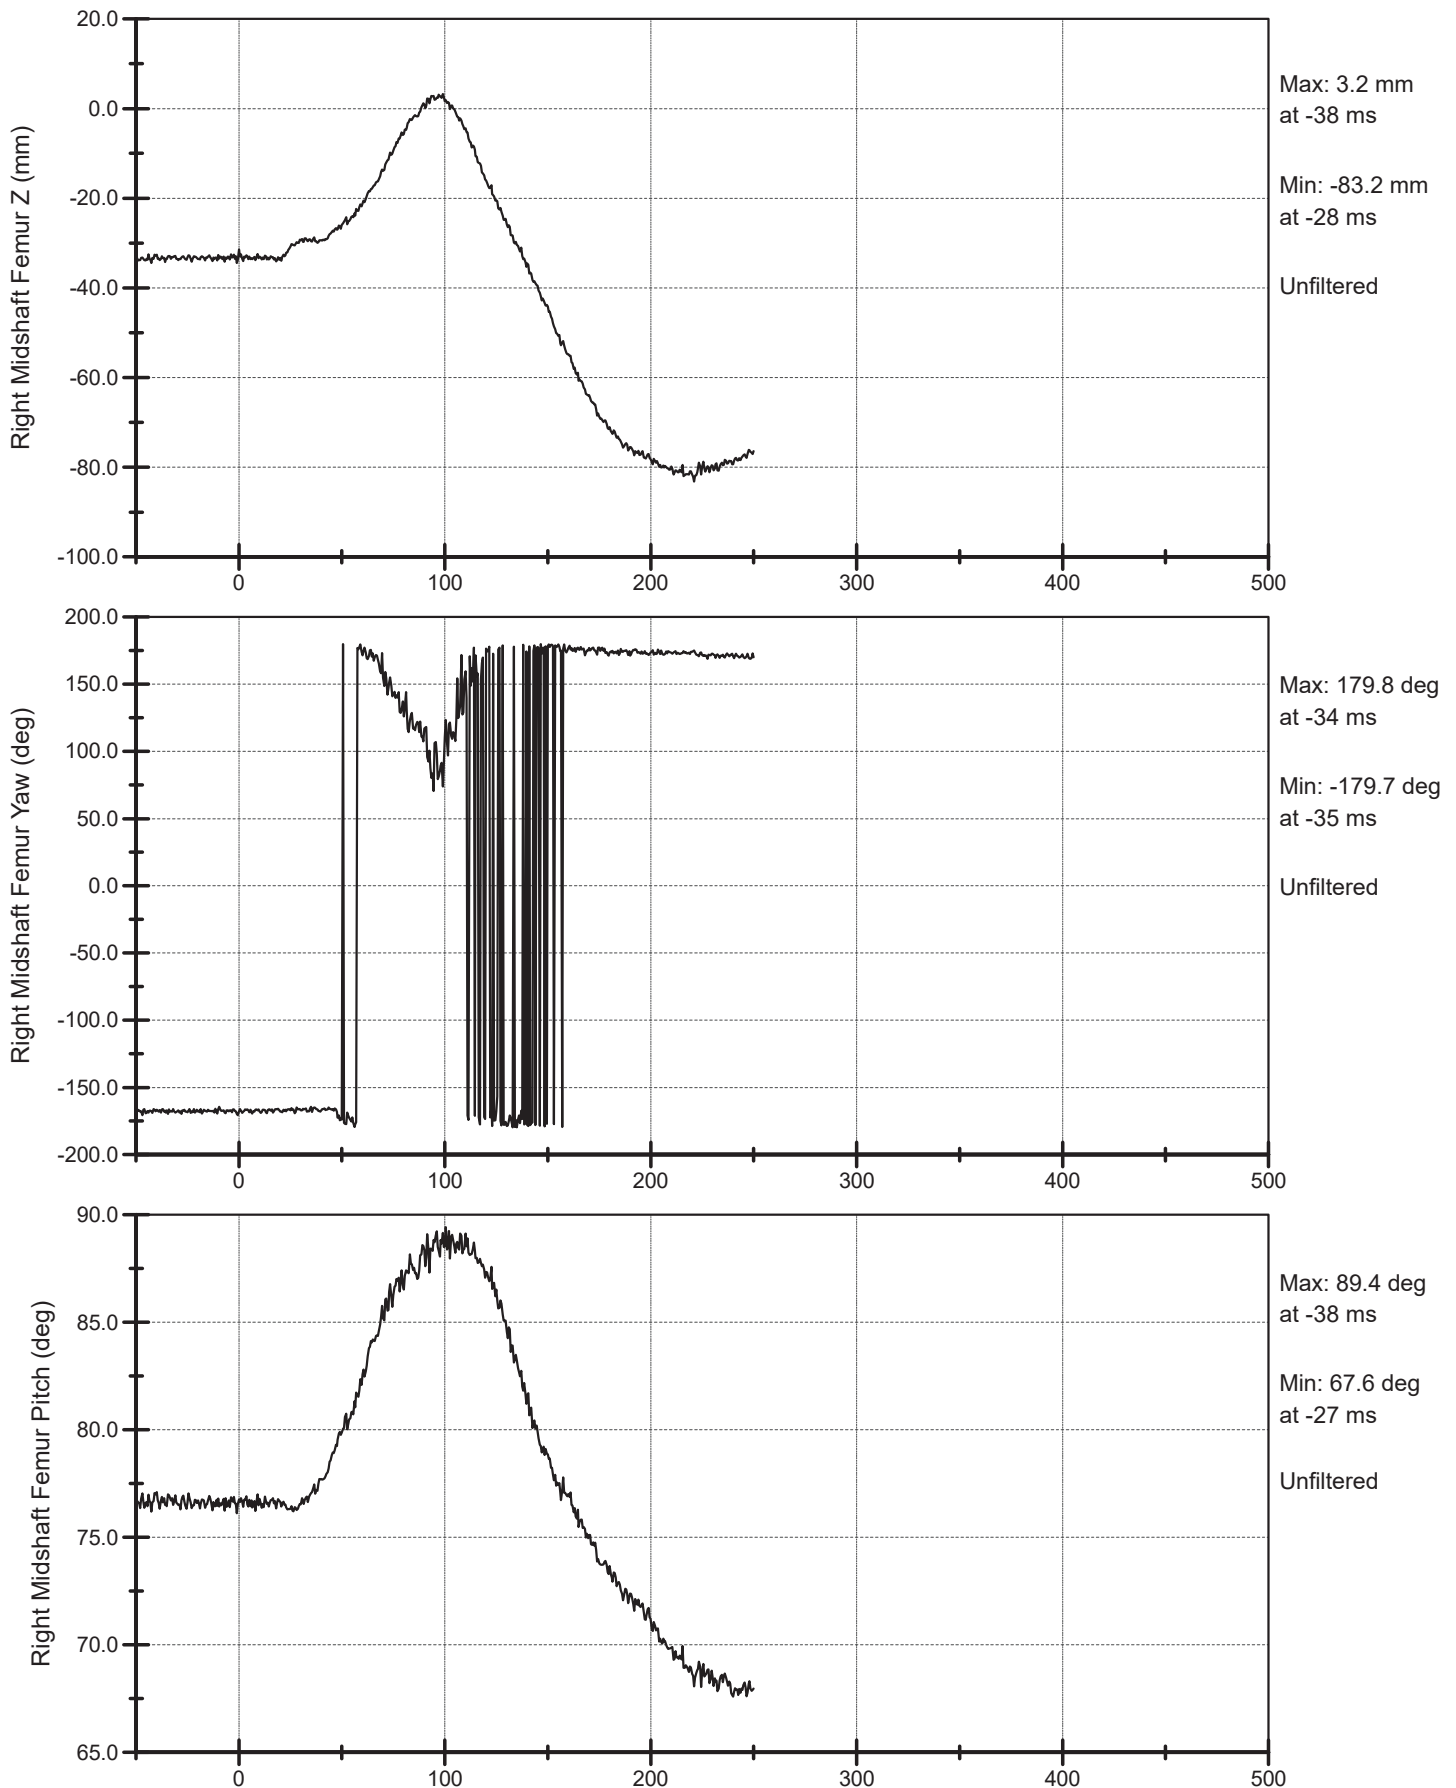 Right Midshaft Femur Z (mm)
20.0
0.0
-20.0
-40.0
-60.0
-80.0
-100.0
0 100 200 300 400 500
Max: 3.2 mm
at -38 ms
Min: -83.2 mm
at -28 ms
Unfiltered
Right Midshaft Femur Yaw (deg)
200.0
150.0
100.0
50.0
0.0
-50.0
-100.0
-150.0
-200.0
0 100 200 300 400 500
Max: 179.8 deg
at -34 ms
Min: -179.7 deg
at -35 ms
Unfiltered
Right Midshaft Femur Pitch (deg)
90.0
85.0
80.0
75.0
70.0
65.0
0 100 200 300 400 500
Max: 89.4 deg
at -38 ms
Min: 67.6 deg
at -27 ms
Unfiltered